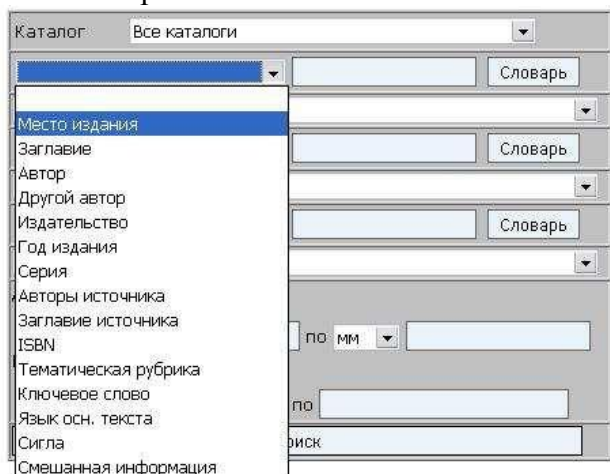 Каталог Все каталоги
Словарь
Место издания
Заглавие Словарь
Автор
Другой автор
Издательство Словарь
Год издания
Серия
Авторы источника
Заглавие источника
ISBN по мм
Тематическая рубрика
Ключевое слово
по
Язык осн. текста
Сигла
Смешанная информация